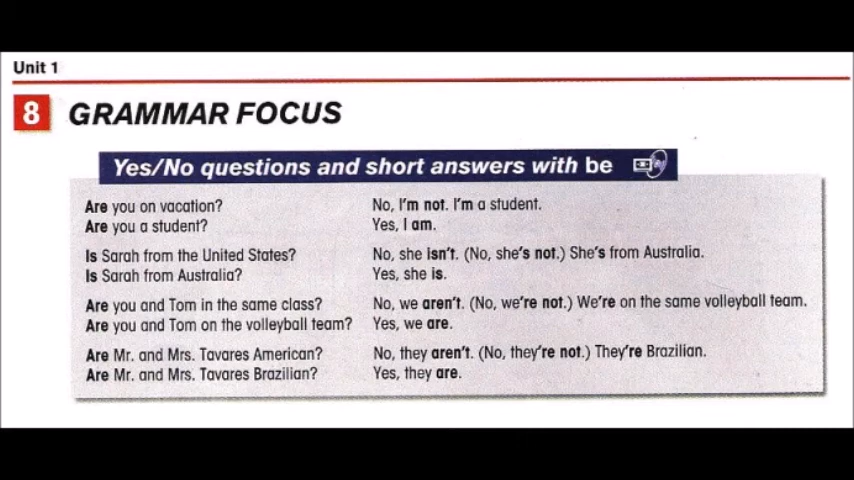 Unit 1
8 GRAMMAR FOCUS
Yes/No questions and short answers with be
Are you on vacation? No, I'm not. I'm a student.
Are you a student? Yes, I am.
Is Sarah from the United States? No, she isn't. (No, she's not.) She's from Australia.
Is Sarah from Australia? Yes, she is.
Are you and Tom in the same class? No, we aren't. (No, we're not.) We're on the same volleyball team.
Are you and Tom on the volleyball team? Yes, we are.
Are Mr. and Mrs. Tavares American? No, they aren't. (No, they're not.) They're Brazilian.
Are Mr. and Mrs. Tavares Brazilian? Yes, they are.